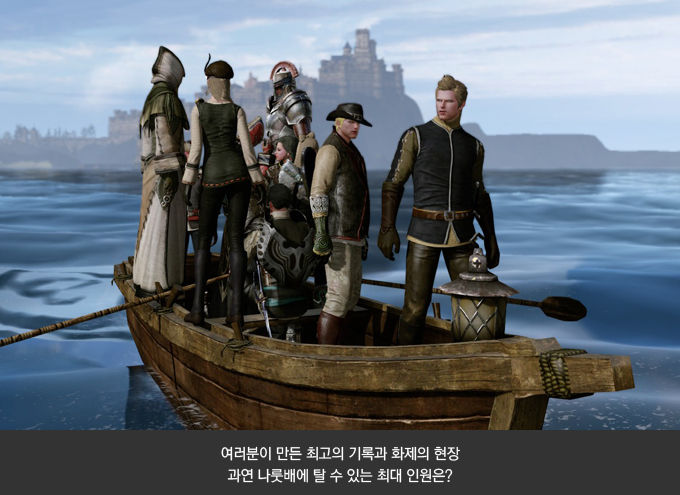 여러분이 만든 최고의 기록과 화제의 현장
과연 나룻배에 탈 수 있는 최대 인원은?